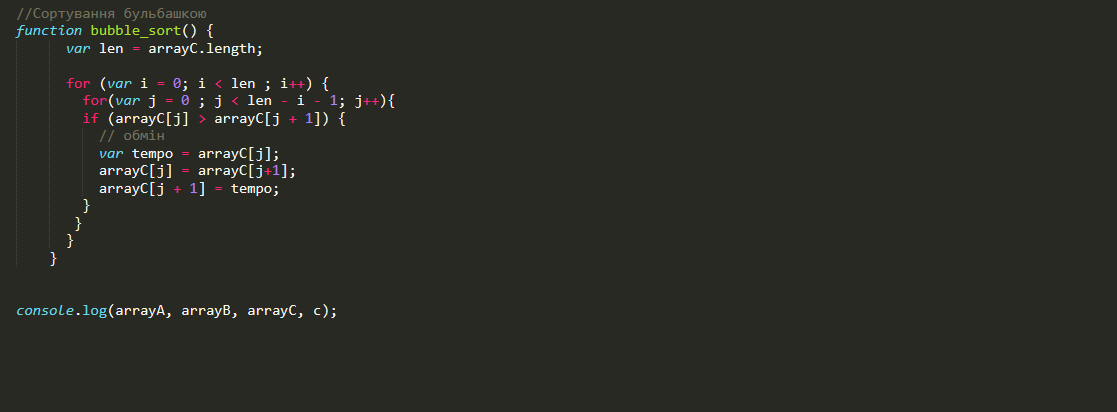 //Сортування бульбашкою
function bubble_sort() {
var len = arrayC.length;
for (var i = 0; i < len ; i++) {
for(var j = 0 ; j < len - i - 1; j++){
if (arrayC[j] > arrayC[j + 1]) {
// обмін
var tempo = arrayC[j];
arrayC[j] = arrayC[j+1];
arrayC[j + 1] = tempo;
}
}
}
}
console.log(arrayA, arrayB, arrayC, c);